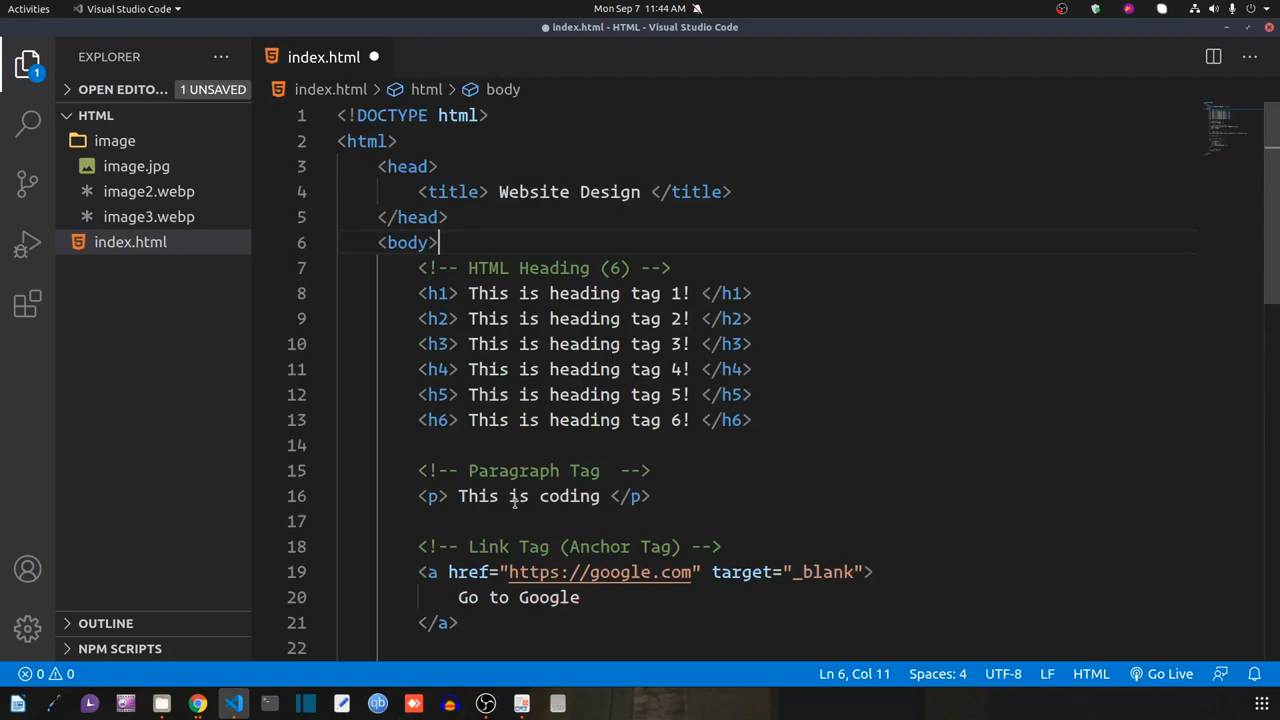 Activities
Visual Studio Code
Mon Sep 7 11:44 AM
index.html - HTML - Visual Studio Code
EXPLORER
index.html
1
OPEN EDITO...
1 UNSAVED
index.html > html > body
HTML
image
image.jpg
image2.webp
image3.webp
index.html
1 <!DOCTYPE html>
2 <html>
3 <head>
4 <title> Website Design </title>
5 </head>
6 <body>
7 <!-- HTML Heading (6) -->
8 <h1> This is heading tag 1! </h1>
9 <h2> This is heading tag 2! </h2>
10 <h3> This is heading tag 3! </h3>
11 <h4> This is heading tag 4! </h4>
12 <h5> This is heading tag 5! </h5>
13 <h6> This is heading tag 6! </h6>
14
15 <!-- Paragraph Tag  -->
16 <p> This is coding </p>
17
18 <!-- Link Tag (Anchor Tag) -->
19 <a href="https://google.com" target="_blank">
20 Go to Google
21 </a>
22
OUTLINE
NPM SCRIPTS
0 0
Ln 6, Col 11
Spaces: 4
UTF-8
LF
HTML
Go Live
qb